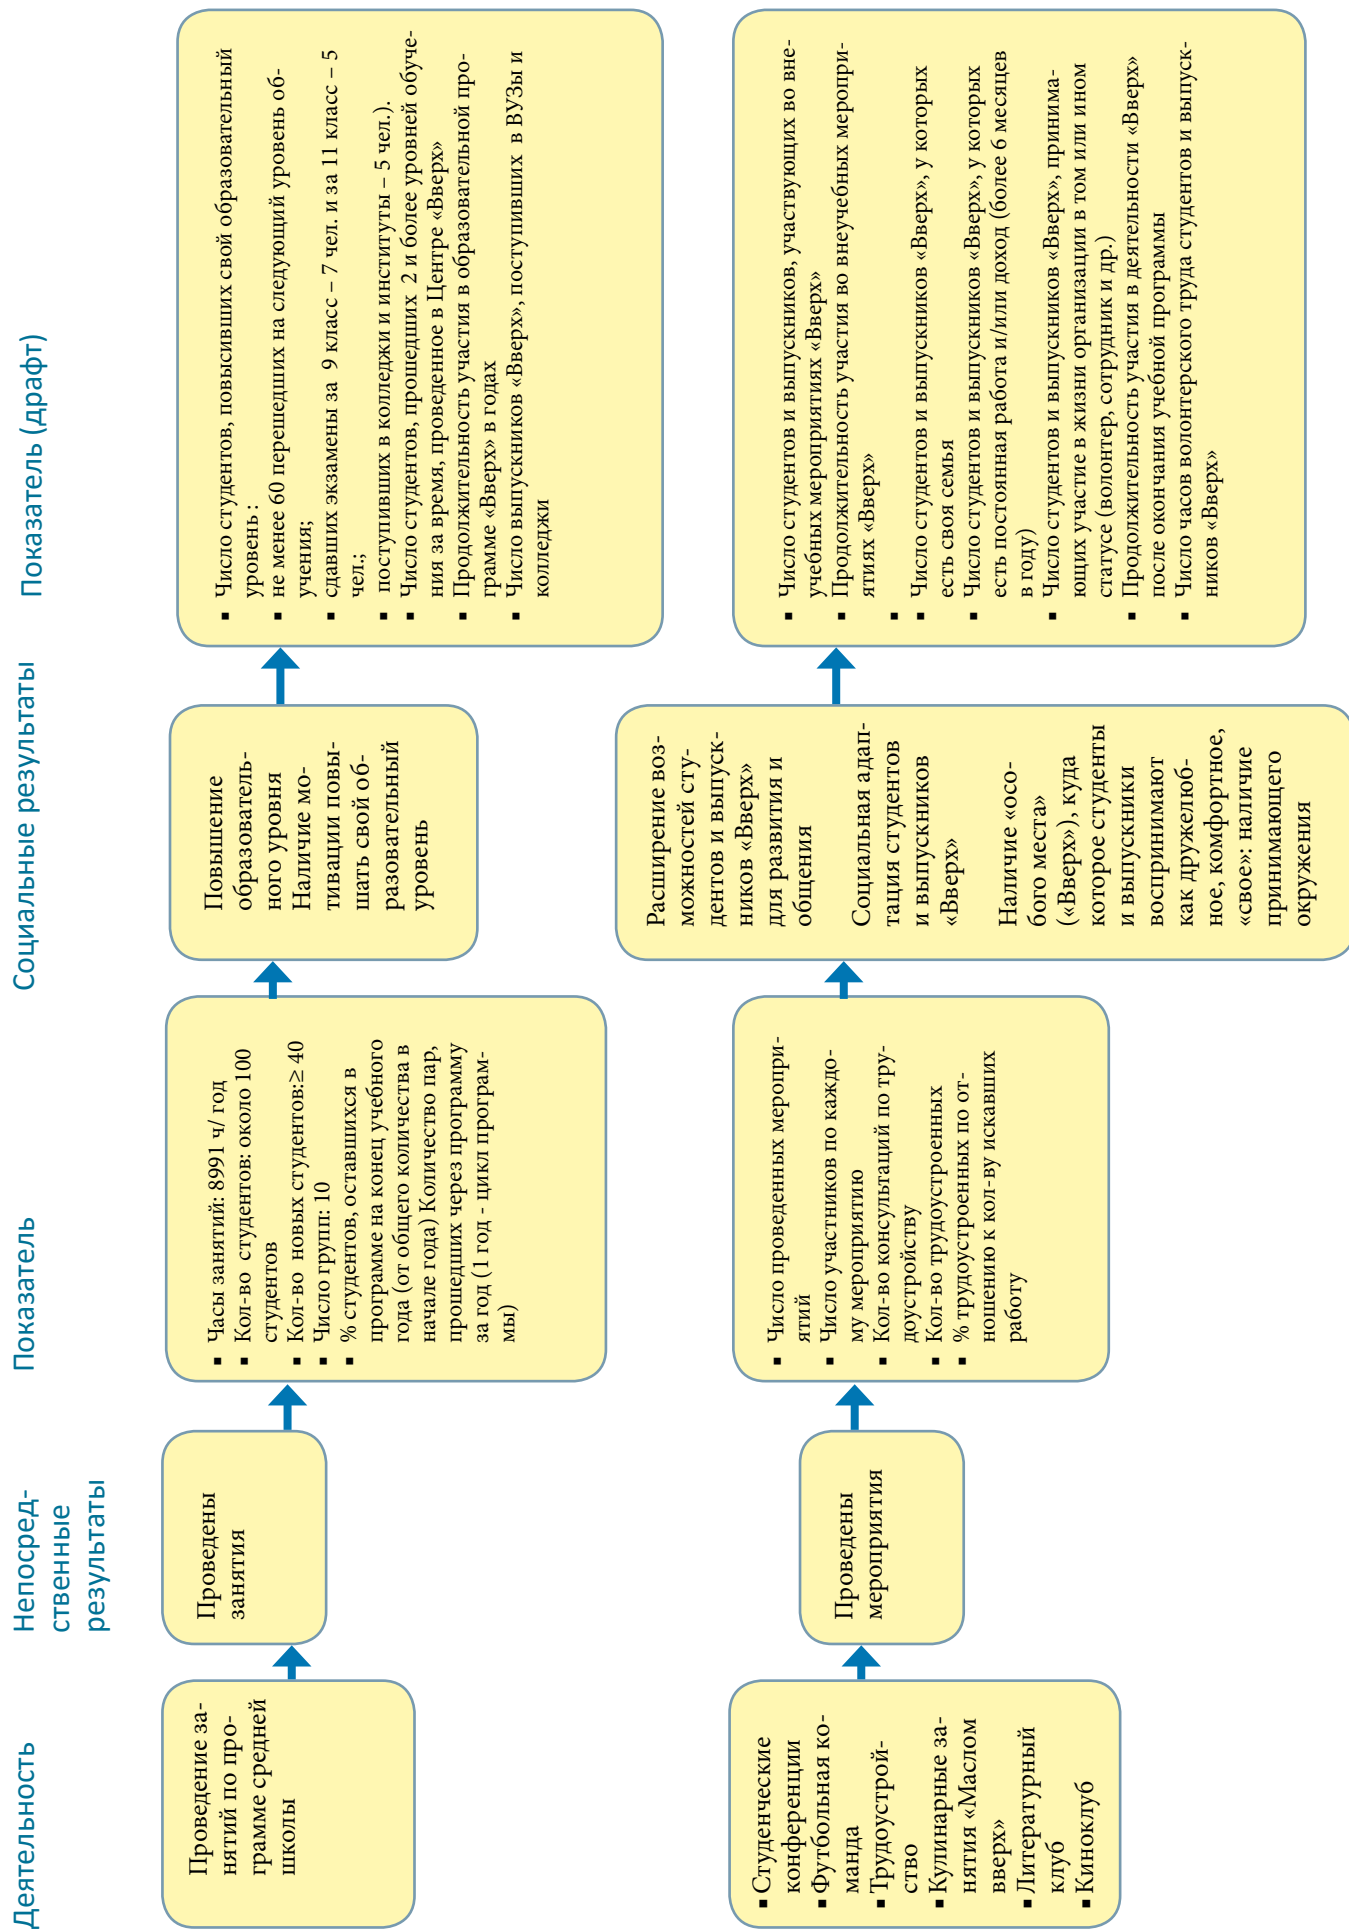 Деятельность
Непосред-
ственные
результаты
Показатель
Социальные результаты
Показатель (драфт)
Проведение за-
нятий по про-
грамме средней
школы
Проведены
занятия
▪ Часы занятий: 8991 ч/ год
▪ Кол-во студентов: около 100
студентов
▪ Кол-во новых студентов:≥ 40
▪ Число групп: 10
▪ % студентов, оставшихся в
программе на конец учебного
года (от общего количества в
начале года) Количество пар,
прошедших через программу
за год (1 год - цикл програм-
мы)
Повышение
образователь-
ного уровня
Наличие мо-
тивации повы-
шать свой об-
разовательный
уровень
▪ Число студентов, повысивших свой образовательный
уровень :
▪ не менее 60 перешедших на следующий уровень об-
учения;
▪ сдавших экзамены за 9 класс – 7 чел. и за 11 класс – 5
чел.;
▪ поступивших в колледжи и институты – 5 чел.).
▪ Число студентов, прошедших 2 и более уровней обуче-
ния за время, проведенное в Центре «Вверх»
▪ Продолжительность участия в образовательной про-
грамме «Вверх» в годах
▪ Число выпускников «Вверх», поступивших в ВУЗы и
колледжи
▪ Студенческие
конференции
▪ Футбольная ко-
манда
▪ Трудоустрой-
ство
▪ Кулинарные за-
нятия «Маслом
вверх»
▪ Литературный
клуб
▪ Киноклуб
Проведены
мероприятия
▪ Число проведенных меропри-
ятий
▪ Число участников по каждо-
му мероприятию
▪ Кол-во консультаций по тру-
доустройству
▪ Кол-во трудоустроенных
▪ % трудоустроенных по от-
ношению к кол-ву искавших
работу
Расширение воз-
можностей сту-
дентов и выпуск-
ников «Вверх»
для развития и
общения
Социальная адап-
тация студентов
и выпускников
«Вверх»
Наличие «осо-
бого места»
(«Вверх»), куда
которое студенты
и выпускники
воспринимают
как дружелюб-
ное, комфортное,
«свое»: наличие
принимающего
окружения
▪ Число студентов и выпускников, участвующих во вне-
учебных мероприятиях «Вверх»
▪ Продолжительность участия во внеучебных меропри-
ятиях «Вверх»
▪
▪ Число студентов и выпускников «Вверх», у которых
есть своя семья
▪ Число студентов и выпускников «Вверх», у которых
есть постоянная работа и/или доход (более 6 месяцев
в году)
▪ Число студентов и выпускников «Вверх», принима-
ющих участие в жизни организации в том или ином
статусе (волонтер, сотрудник и др.)
▪ Продолжительность участия в деятельности «Вверх»
после окончания учебной программы
▪ Число часов волонтерского труда студентов и выпуск-
ников «Вверх»